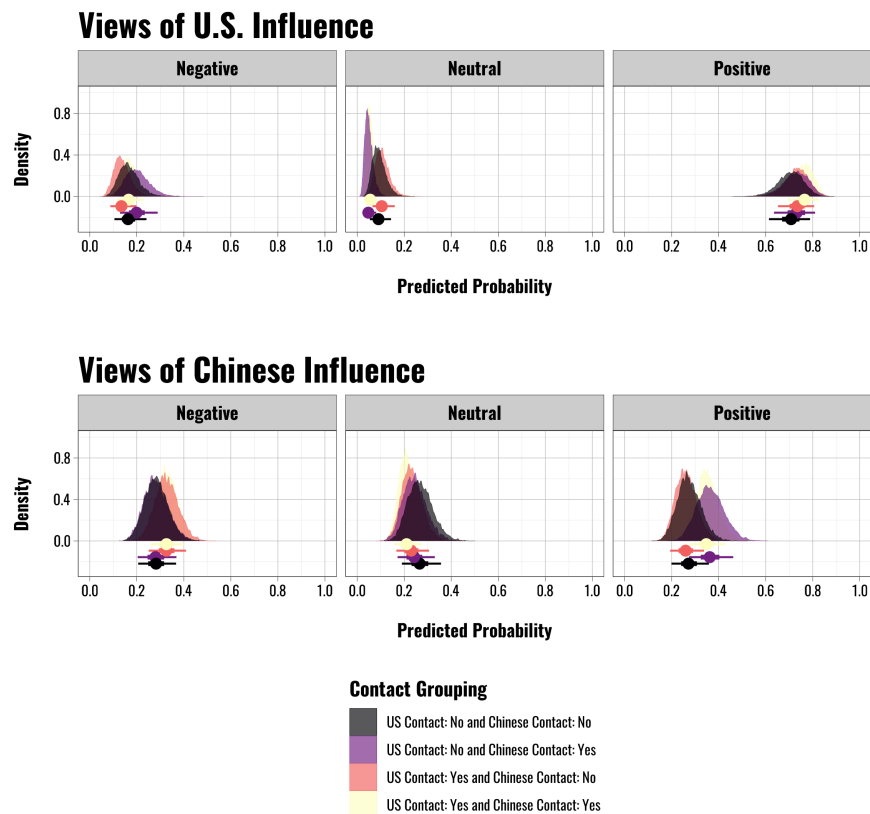 Views of U.S. Influence
Negative Neutral Positive
Density
0.8
0.4
0.0
0.0 0.2 0.4 0.6 0.8 1.0 0.0 0.2 0.4 0.6 0.8 1.0 0.0 0.2 0.4 0.6 0.8 1.0
Predicted Probability
Views of Chinese Influence
Negative Neutral Positive
Density
0.8
0.4
0.0
0.0 0.2 0.4 0.6 0.8 1.0 0.0 0.2 0.4 0.6 0.8 1.0 0.0 0.2 0.4 0.6 0.8 1.0
Predicted Probability
Contact Grouping
US Contact: No and Chinese Contact: No
US Contact: No and Chinese Contact: Yes
US Contact: Yes and Chinese Contact: No
US Contact: Yes and Chinese Contact: Yes